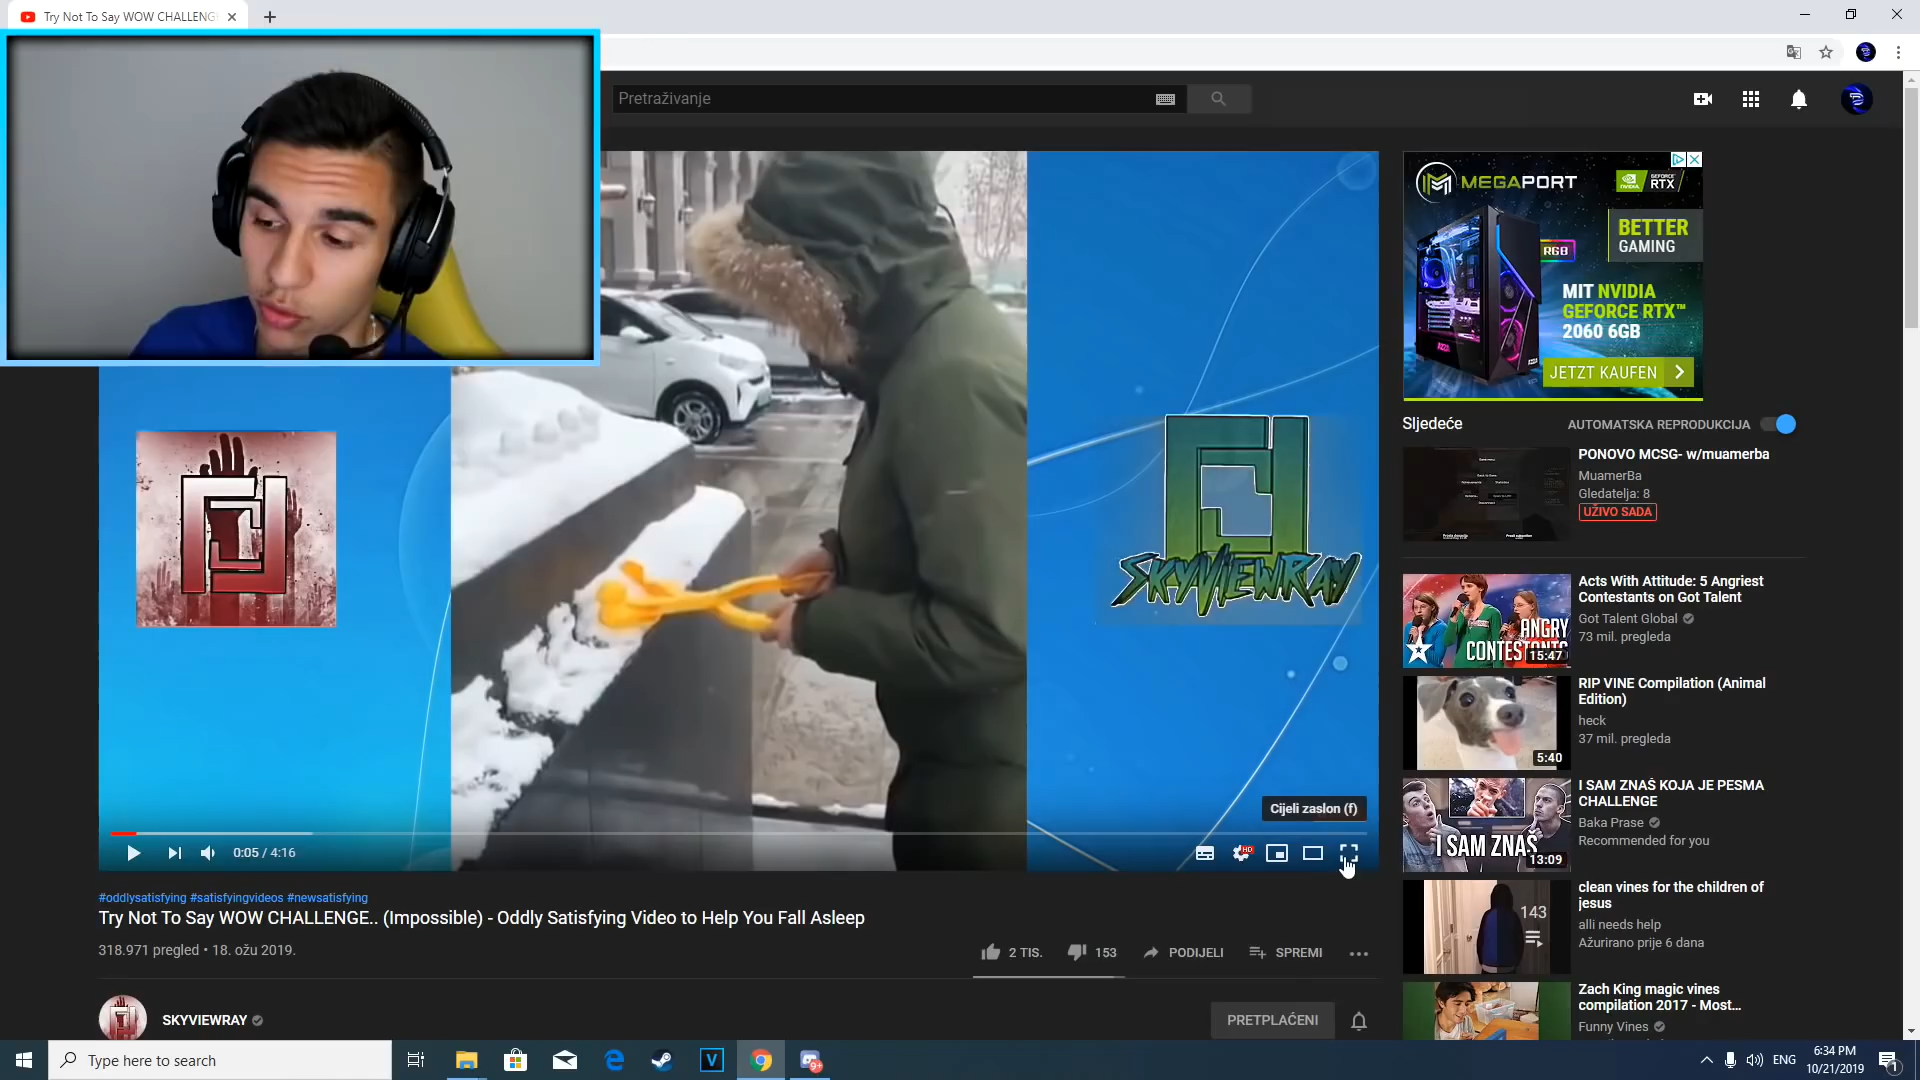 Try Not To Say WOW CHALLENG
Pretraživanje
MEGAPORT
NVIDIA GEFORCE RTX
BETTER
GAMING
RGB
MIT NVIDIA
GEFORCE RTX™
2060 6GB
JETZT KAUFEN
SKYVIEWRAY
Cijeli zaslon (f)
0:05 / 4:16
#oddlysatisfying #satisfyingvideos #newsatisfying
Try Not To Say WOW CHALLENGE.. (Impossible) - Oddly Satisfying Video to Help You Fall Asleep
318.971 pregled • 18. ožu 2019.
2 TIS.
153
PODIJELI
SPREMI
SKYVIEWRAY
PRETPLAĆENI
Sljedeće
AUTOMATSKA REPRODUKCIJA
PONOVO MCSG- w/muamerba
MuamerBa
Gledatelja: 8
UŽIVO SADA
ANGRY
CONTESTANTS
15:47
Acts With Attitude: 5 Angriest
Contestants on Got Talent
Got Talent Global
73 mil. pregleda
5:40
RIP VINE Compilation (Animal
Edition)
heck
37 mil. pregleda
I SAM ZNAŠ
13:09
I SAM ZNAŠ KOJA JE PESMA
CHALLENGE
Baka Prase
Recommended for you
143
clean vines for the children of
jesus
alli needs help
Ažurirano prije 6 dana
Zach King magic vines
compilation 2017 - Most...
Funny Vines
Type here to search
V
9+
ENG
6:34 PM
10/21/2019
1